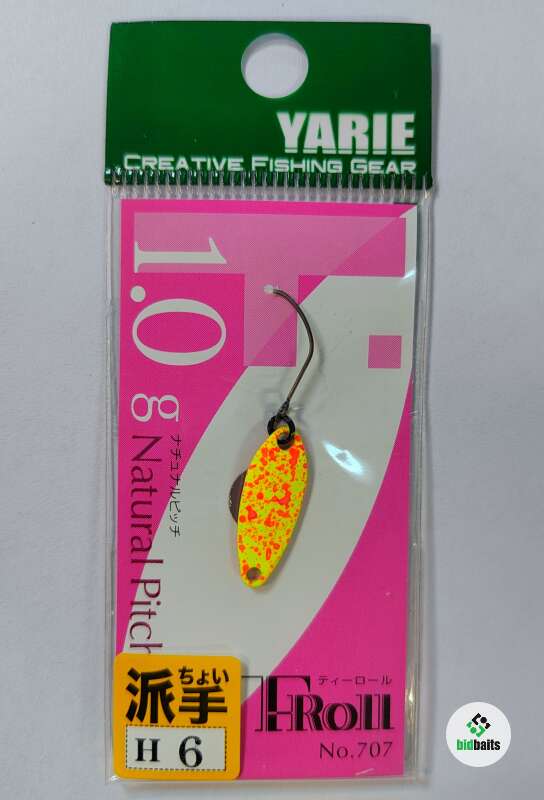 YARIE
CREATIVE FISHING GEAR
1.0g Natural Pitch
ナチュナルピッチ
ティーロール
T-Roll
No.707
ちょい
派手
H 6
bidbaits